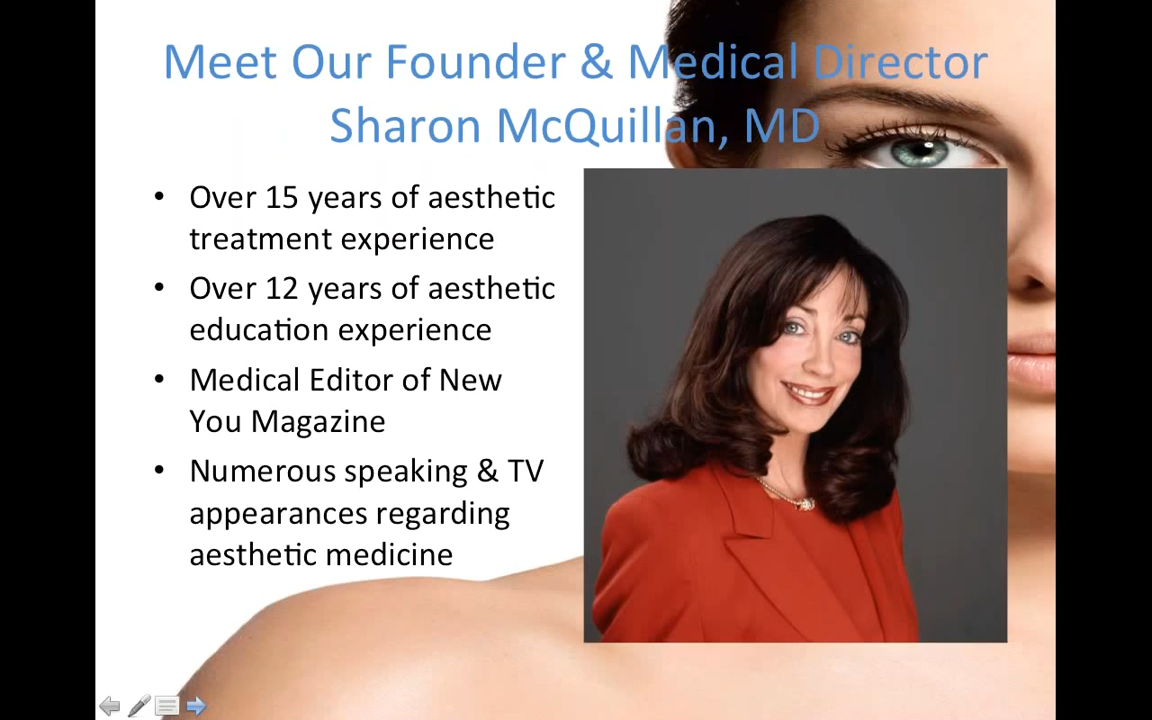 Meet Our Founder & Medical Director
Sharon McQuillan, MD
• Over 15 years of aesthetic
treatment experience
• Over 12 years of aesthetic
education experience
• Medical Editor of New
You Magazine
• Numerous speaking & TV
appearances regarding
aesthetic medicine